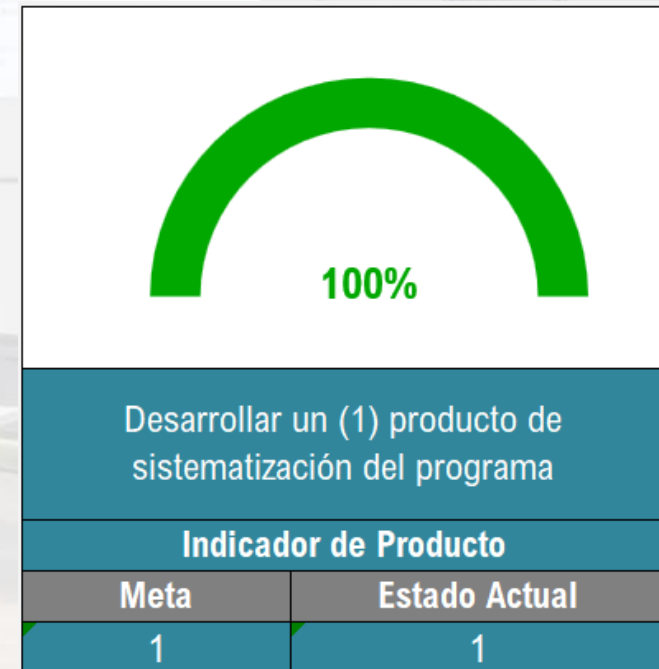 100%
Desarrollar un (1) producto de
sistematización del programa
Indicador de Producto
Meta Estado Actual
1 1